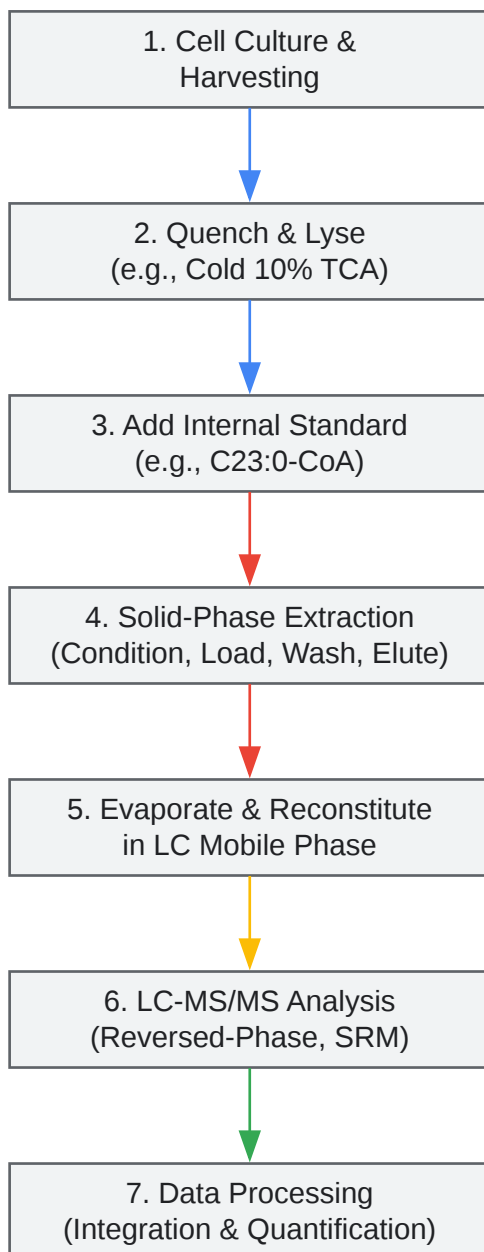 1. Cell Culture &
Harvesting
2. Quench & Lyse
(e.g., Cold 10% TCA)
3. Add Internal Standard
(e.g., C23:0-CoA)
4. Solid-Phase Extraction
(Condition, Load, Wash, Elute)
5. Evaporate & Reconstitute
in LC Mobile Phase
6. LC-MS/MS Analysis
(Reversed-Phase, SRM)
7. Data Processing
(Integration & Quantification)